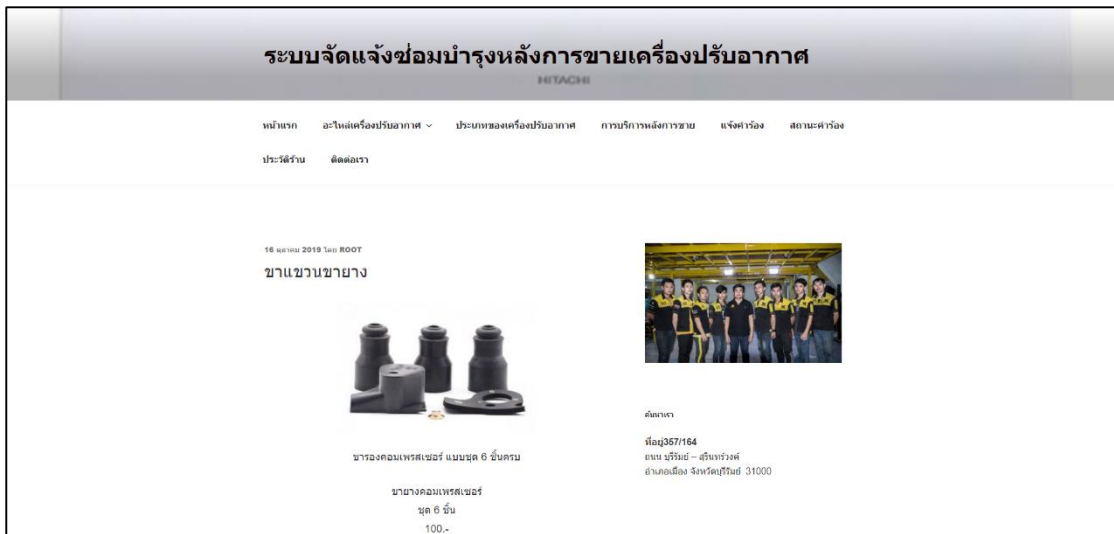 ระบบจัดแจ้งซ่อมบำรุงหลังการขายเครื่องปรับอากาศ
HITACHI
หน้าแรก อะไหล่เครื่องปรับอากาศ ประเภทของเครื่องปรับอากาศ การบริการหลังการขาย แจ้งคำร้อง สถานะคำร้อง
ประวัติร้าน ติดต่อเรา
16 ตุลาคม 2019 โดย ROOT
ขาแขวนขายาง
ขารองคอมเพรสเซอร์ แบบชุด 6 ชิ้นครบ
ขายางคอมเพรสเซอร์
ชุด 6 ชิ้น
100.-
ค้นหาเรา
ที่อยู่357/164
ถนน บุรีรัมย์ – สุรินทร์วงศ์
อำเภอเมือง จังหวัดบุรีรัมย์ 31000